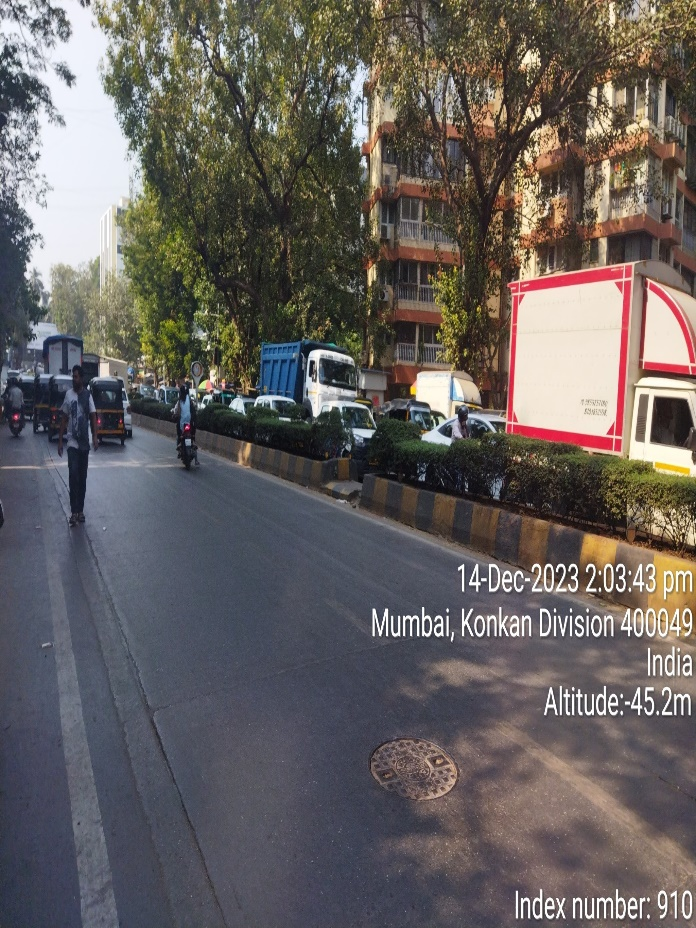 14-Dec-2023 2:03:43 pm
Mumbai, Konkan Division 400049
India
Altitude:-45.2m
Index number: 910